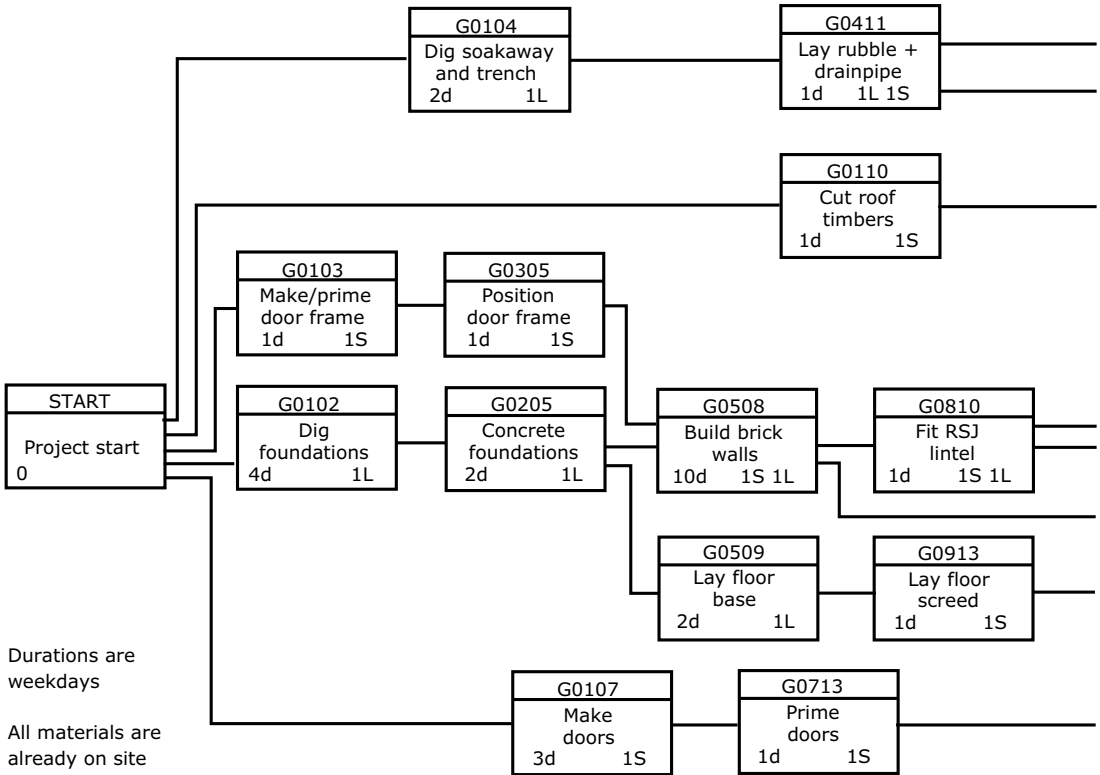 G0104
Dig soakaway
and trench
2d 1L
G0411
Lay rubble +
drainpipe
1d 1L 1S
G0110
Cut roof
timbers
1d 1S
G0103
Make/prime
door frame
1d 1S
G0305
Position
door frame
1d 1S
START
Project start
0
G0102
Dig
foundations
4d 1L
G0205
Concrete
foundations
2d 1L
G0508
Build brick
walls
10d 1S 1L
G0810
Fit RSJ
lintel
1d 1S 1L
G0509
Lay floor
base
2d 1L
G0913
Lay floor
screed
1d 1S
G0107
Make
doors
3d 1S
G0713
Prime
doors
1d 1S
Durations are
weekdays
All materials are
already on site